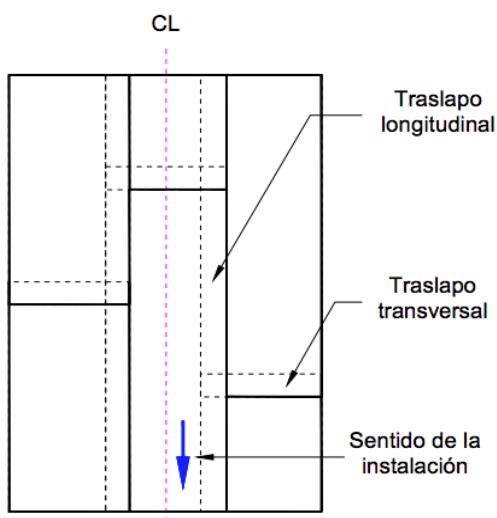 CL
Traslapo
longitudinal
Traslapo
transversal
Sentido de la
instalación